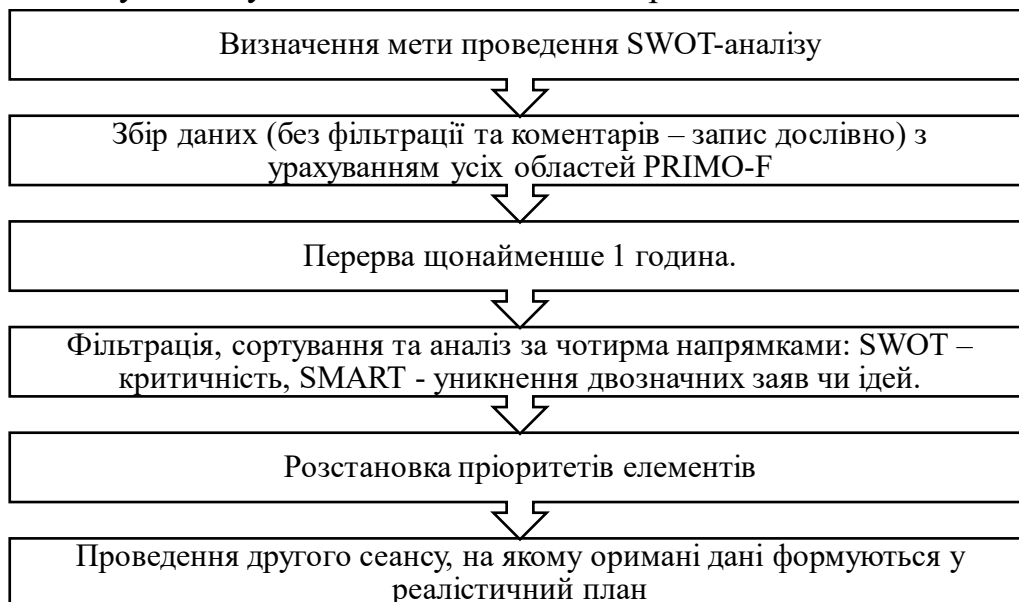 Визначення мети проведення SWOT-аналізу
Збір даних (без фільтрації та коментарів – запис дослівно) з
урахуванням усіх областей PRIMO-F
Перерва щонайменше 1 година.
Фільтрація, сортування та аналіз за чотирма напрямками: SWOT –
критичність, SMART - уникнення двозначних заяв чи ідей.
Розстановка пріоритетів елементів
Проведення другого сеансу, на якому оримані дані формуються у
реалістичний план